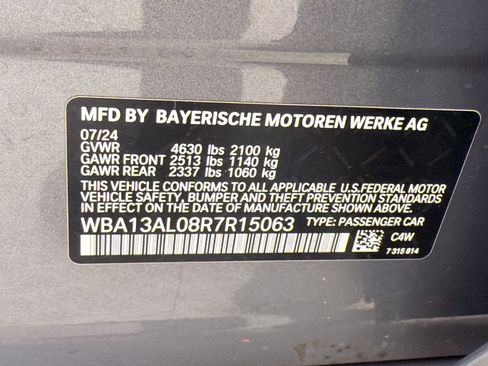 MFD BY BAYERISCHE MOTOREN WERKE AG
07/24
GVWR 4630 lbs 2100 kg
GAWR FRONT 2513 lbs 1140 kg
GAWR REAR 2337 lbs 1060 kg
THIS VEHICLE CONFORMS TO ALL APPLICABLE U.S.FEDERAL MOTOR
VEHICLE SAFETY, BUMPER, AND THEFT PREVENTION STANDARDS
IN EFFECT ON THE DATE OF MANUFACTURE SHOWN ABOVE.
WBA13AL08R7R15063 TYPE: PASSENGER CAR
C4W
7 315 814